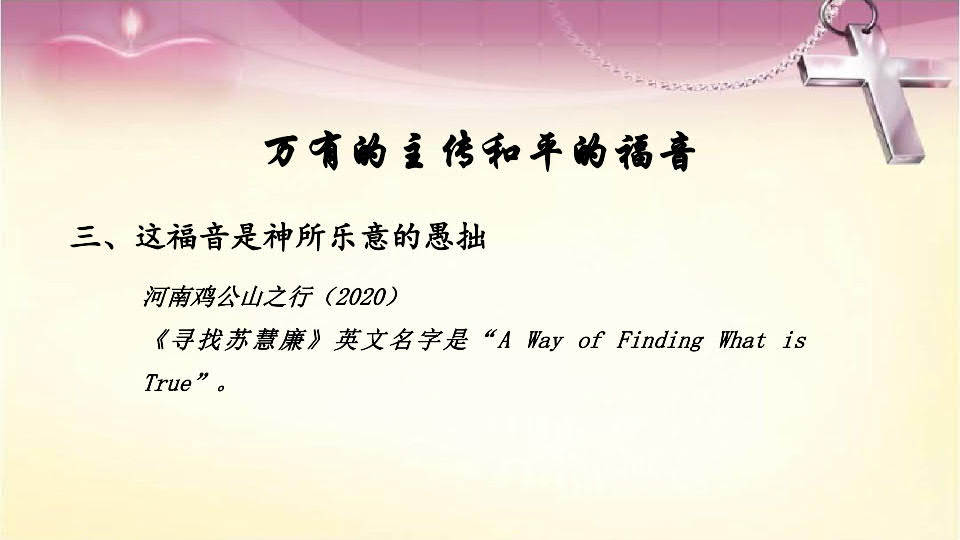 万有的主传和平的福音
三、这福音是神所乐意的愚拙
河南鸡公山之行（2020）
《寻找苏慧廉》英文名字是“A Way of Finding What is
True”。